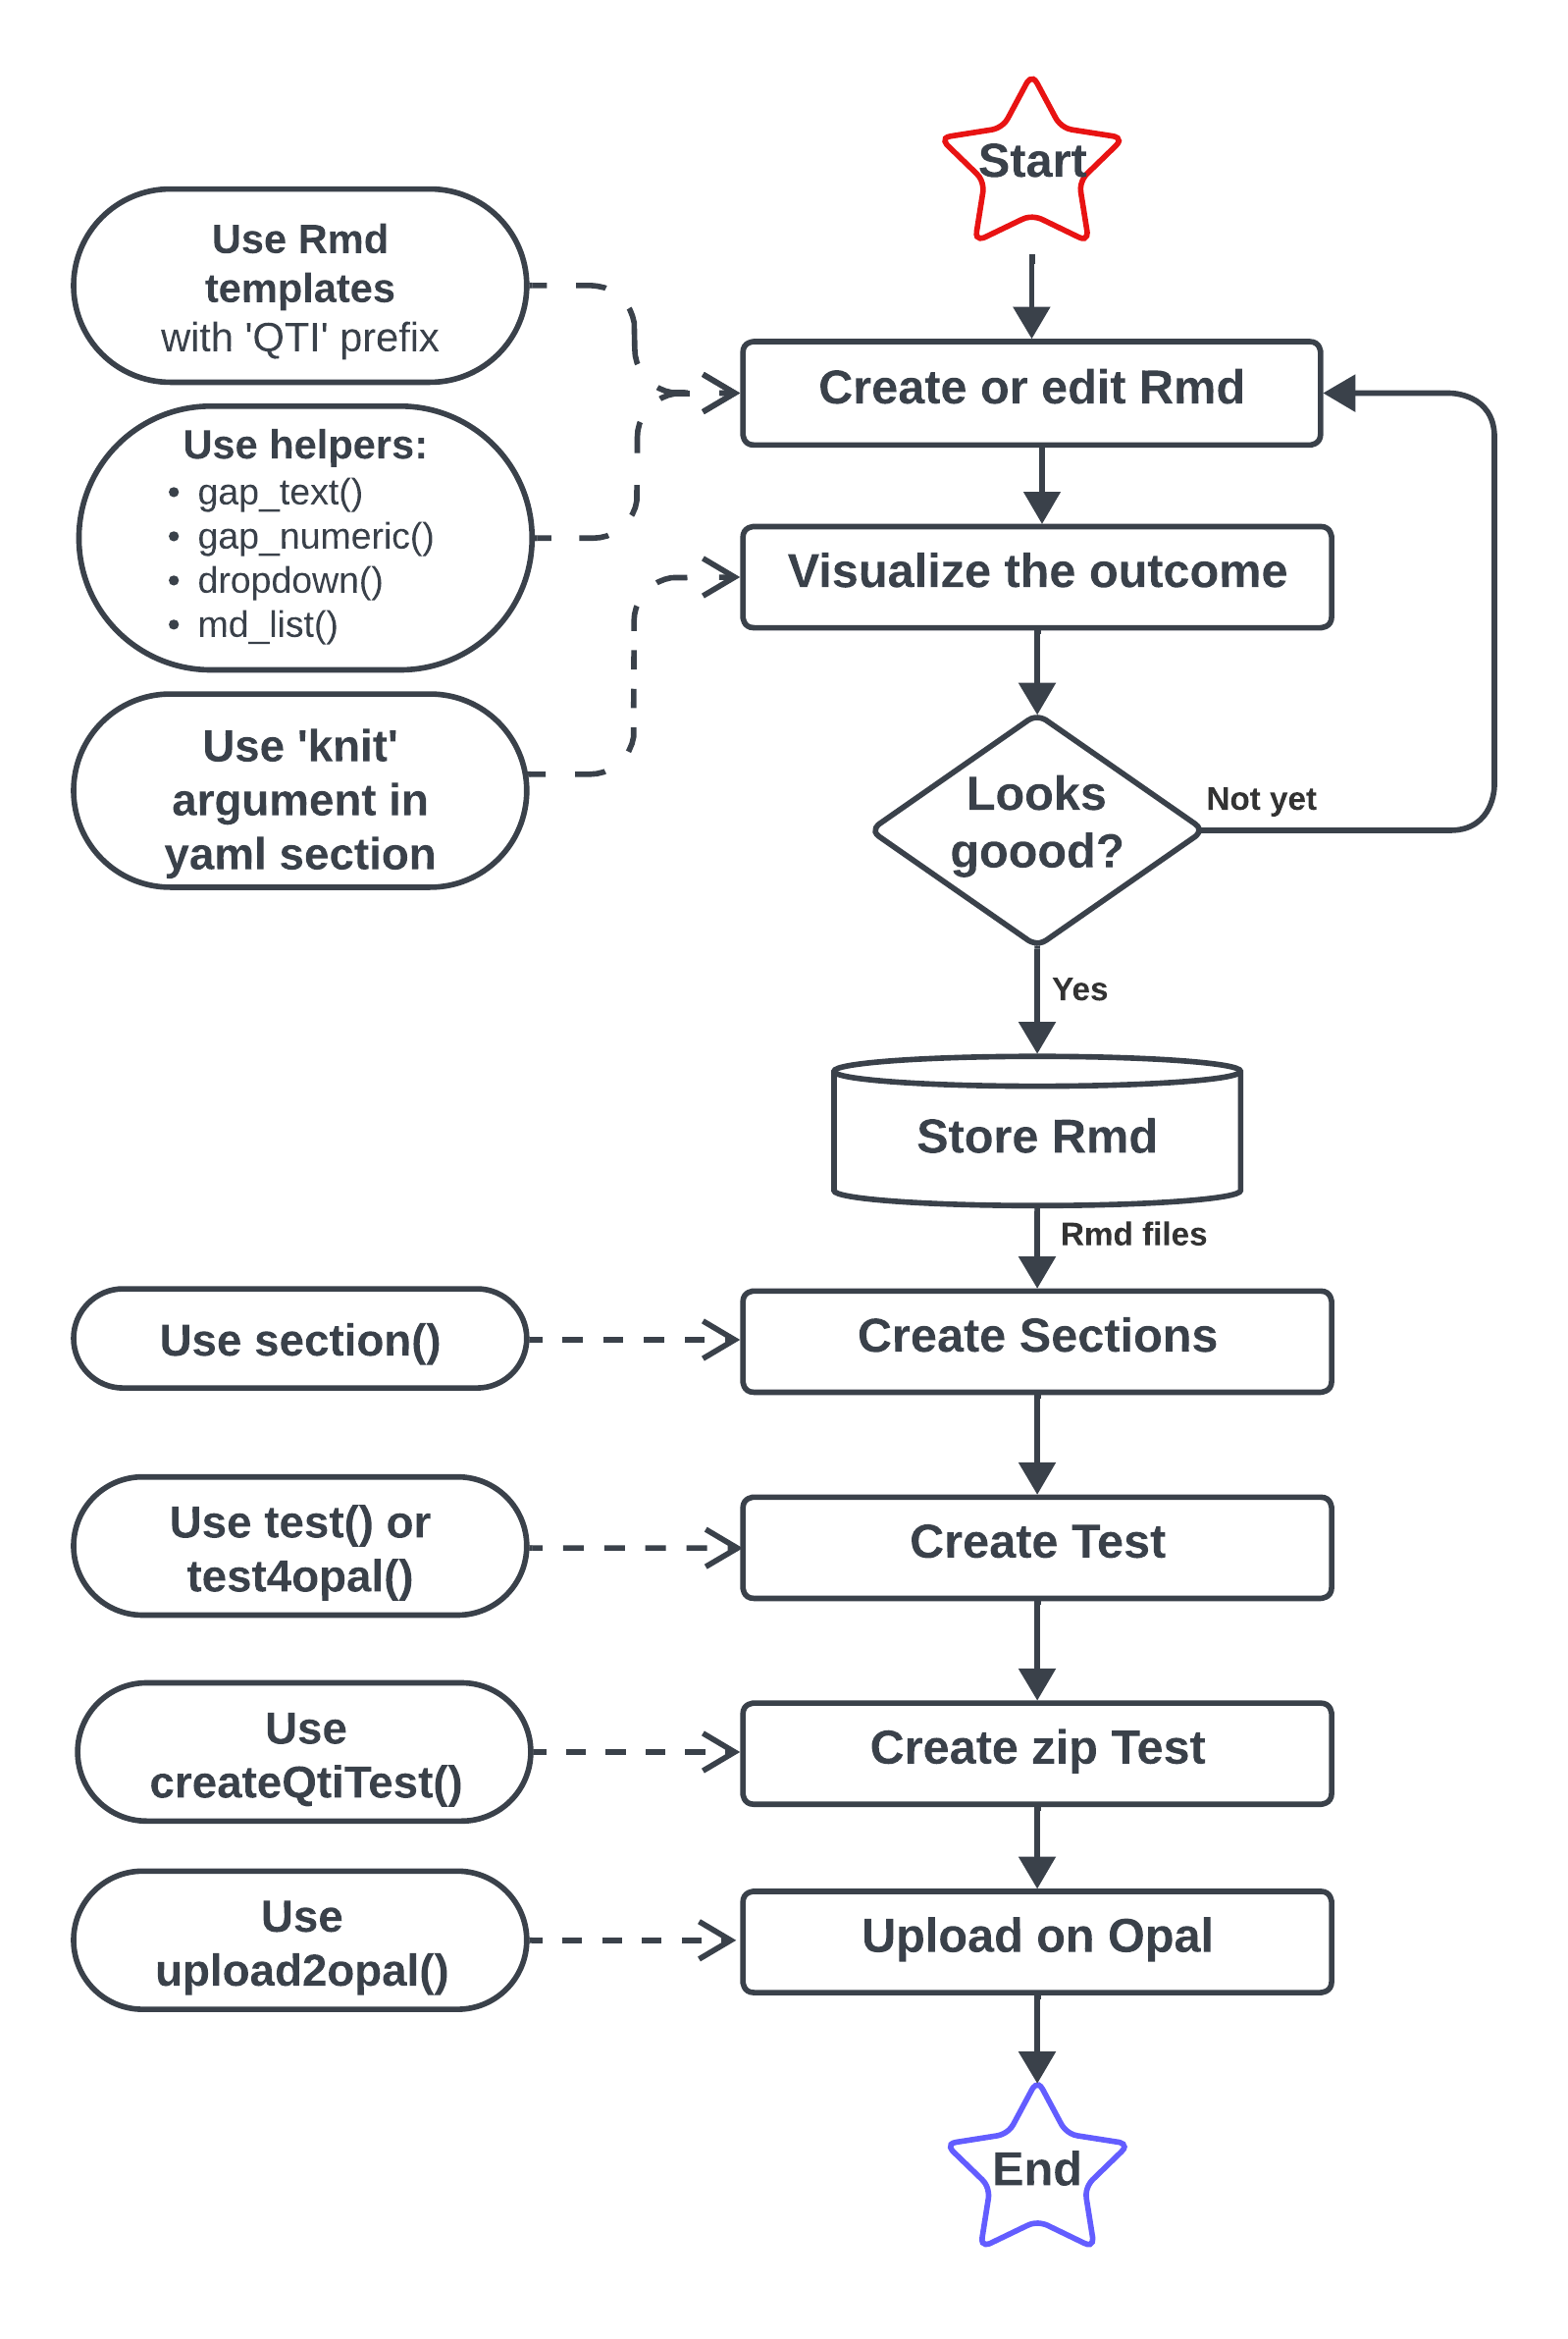 Start
Use Rmd
templates
with 'QTI' prefix
Create or edit Rmd
Use helpers:
• gap_text()
• gap_numeric()
• dropdown()
• md_list()
Visualize the outcome
Use 'knit'
argument in
yaml section
Looks
goood?
Not yet
Yes
Store Rmd
Rmd files
Use section()
Create Sections
Use test() or
test4opal()
Create Test
Use
createQtiTest()
Create zip Test
Use
upload2opal()
Upload on Opal
End